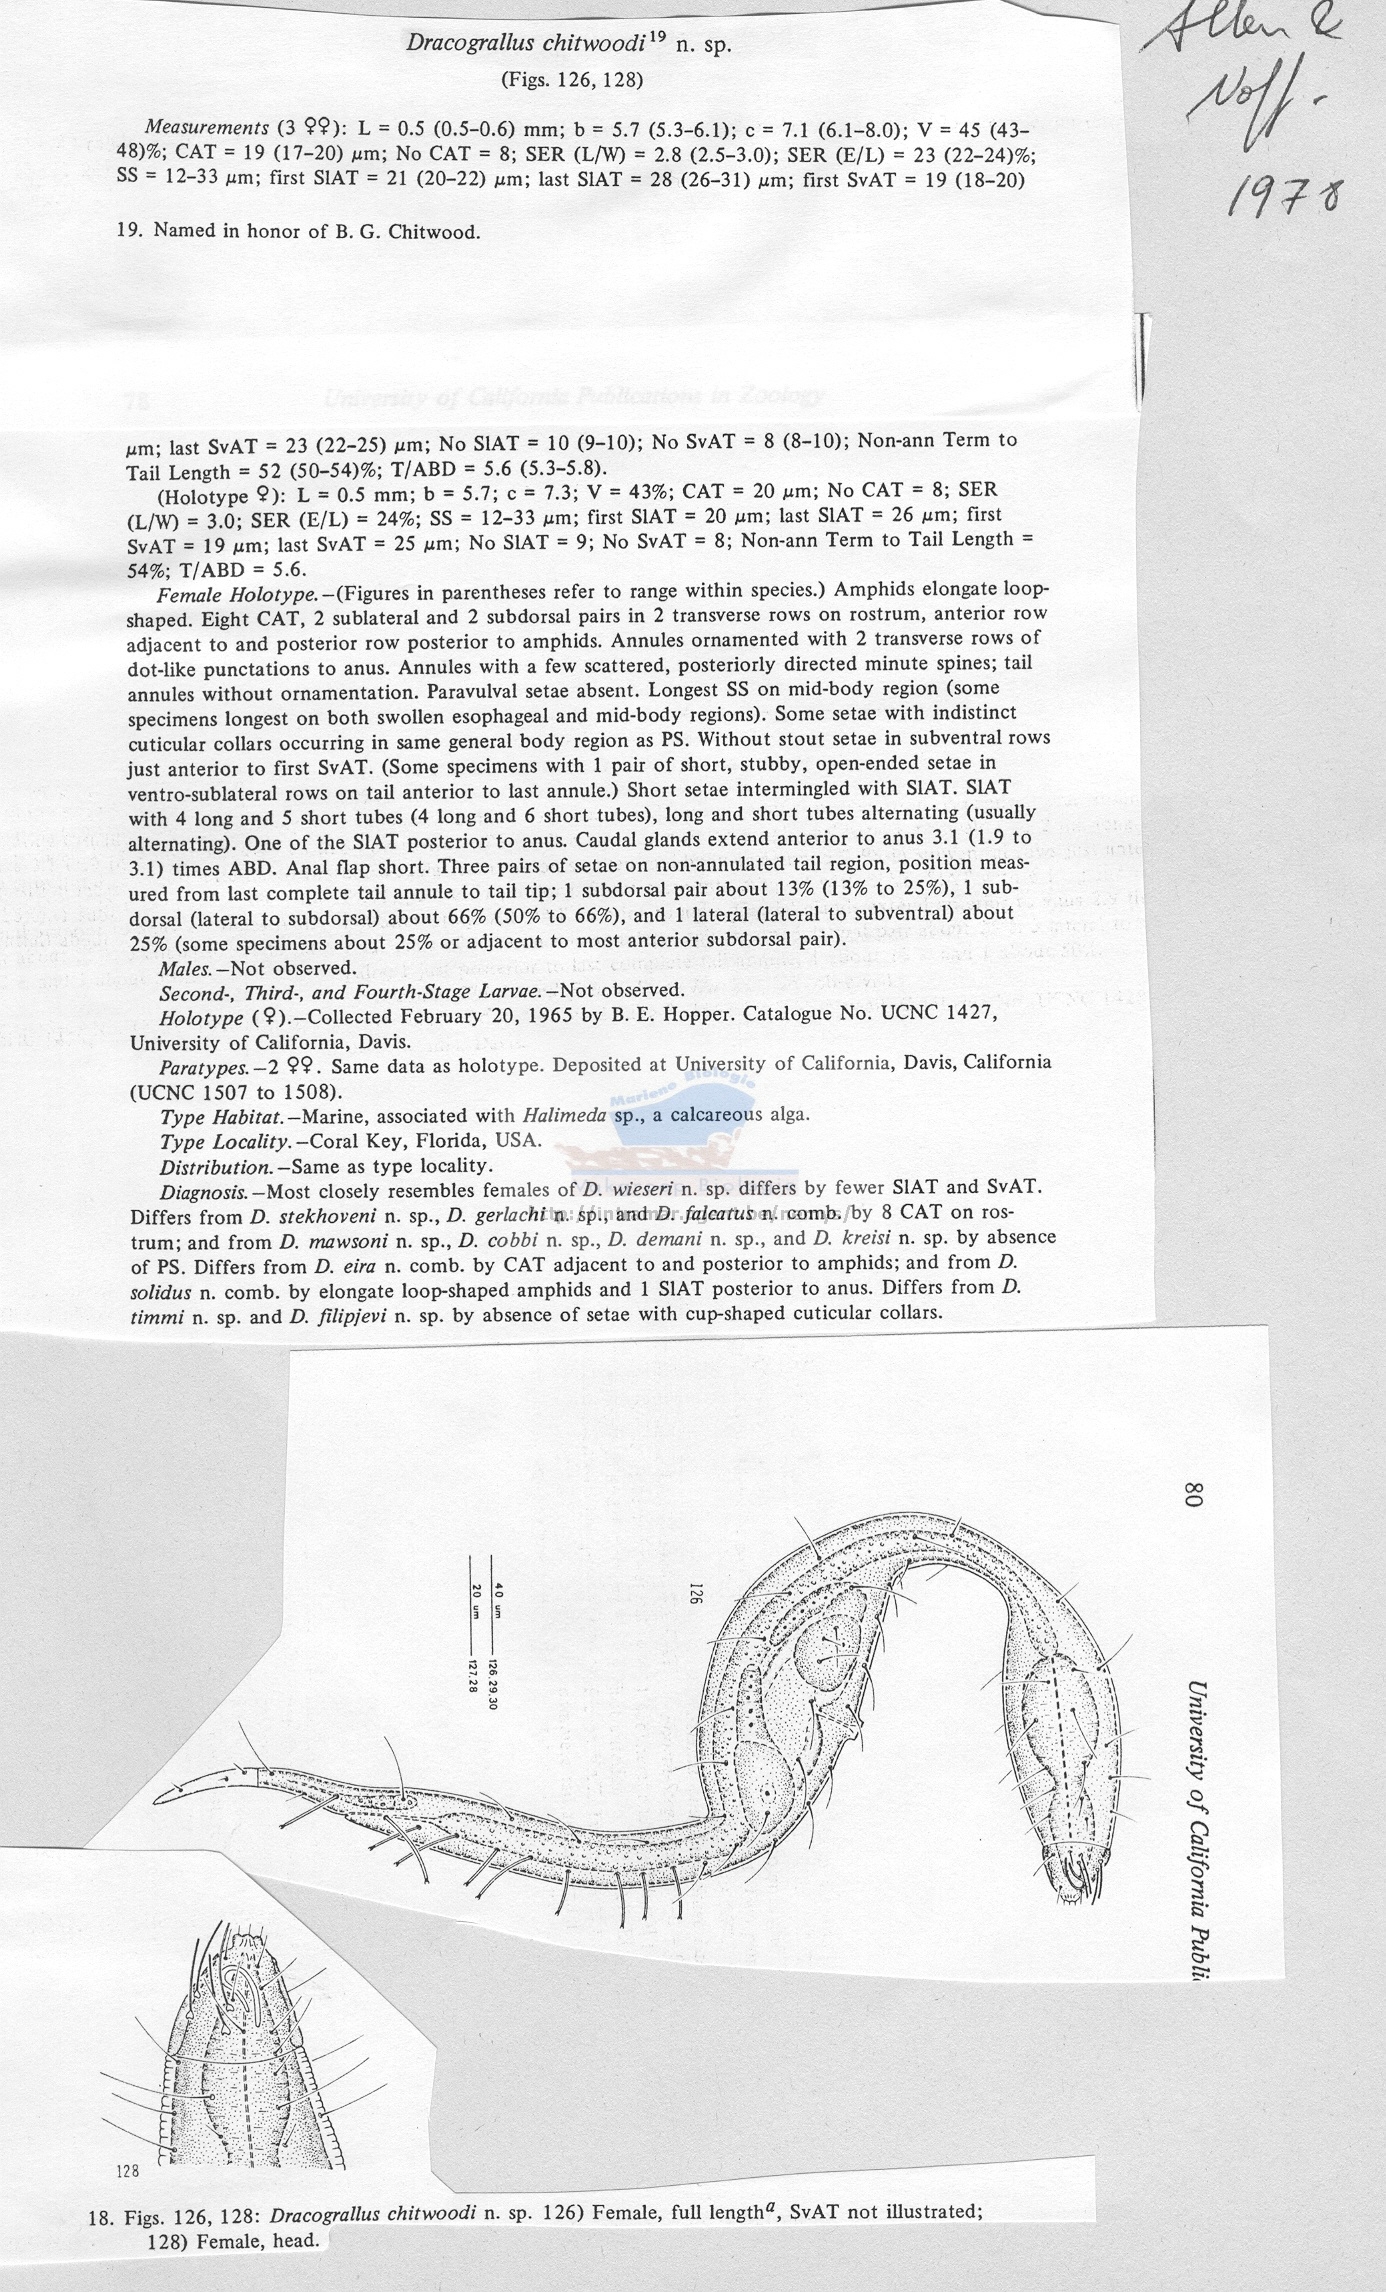 Allen &
Noff.
1978
Dracograllus chitwoodi19 n. sp.
(Figs. 126, 128)
Measurements (3 ♀♀): L = 0.5 (0.5–0.6) mm; b = 5.7 (5.3–6.1); c = 7.1 (6.1–8.0); V = 45 (43–
48)%; CAT = 19 (17–20) μm; No CAT = 8; SER (L/W) = 2.8 (2.5–3.0); SER (E/L) = 23 (22–24)%;
SS = 12–33 μm; first SlAT = 21 (20–22) μm; last SlAT = 28 (26–31) μm; first SvAT = 19 (18–20)
19. Named in honor of B. G. Chitwood.
78 University of California Publications in Zoology
μm; last SvAT = 23 (22–25) μm; No SlAT = 10 (9–10); No SvAT = 8 (8–10); Non-ann Term to
Tail Length = 52 (50–54)%; T/ABD = 5.6 (5.3–5.8).
(Holotype ♀): L = 0.5 mm; b = 5.7; c = 7.3; V = 43%; CAT = 20 μm; No CAT = 8; SER
(L/W) = 3.0; SER (E/L) = 24%; SS = 12–33 μm; first SlAT = 20 μm; last SlAT = 26 μm; first
SvAT = 19 μm; last SvAT = 25 μm; No SlAT = 9; No SvAT = 8; Non-ann Term to Tail Length =
54%; T/ABD = 5.6.
Female Holotype.—(Figures in parentheses refer to range within species.) Amphids elongate loop-
shaped. Eight CAT, 2 sublateral and 2 subdorsal pairs in 2 transverse rows on rostrum, anterior row
adjacent to and posterior row posterior to amphids. Annules ornamented with 2 transverse rows of
dot-like punctations to anus. Annules with a few scattered, posteriorly directed minute spines; tail
annules without ornamentation. Paravulval setae absent. Longest SS on mid-body region (some
specimens longest on both swollen esophageal and mid-body regions). Some setae with indistinct
cuticular collars occurring in same general body region as PS. Without stout setae in subventral rows
just anterior to first SvAT. (Some specimens with 1 pair of short, stubby, open-ended setae in
ventro-sublateral rows on tail anterior to last annule.) Short setae intermingled with SlAT. SlAT
with 4 long and 5 short tubes (4 long and 6 short tubes), long and short tubes alternating (usually
alternating). One of the SlAT posterior to anus. Caudal glands extend anterior to anus 3.1 (1.9 to
3.1) times ABD. Anal flap short. Three pairs of setae on non-annulated tail region, position meas-
ured from last complete tail annule to tail tip; 1 subdorsal pair about 13% (13% to 25%), 1 sub-
dorsal (lateral to subdorsal) about 66% (50% to 66%), and 1 lateral (lateral to subventral) about
25% (some specimens about 25% or adjacent to most anterior subdorsal pair).
Males.—Not observed.
Second-, Third-, and Fourth-Stage Larvae.—Not observed.
Holotype (♀).—Collected February 20, 1965 by B. E. Hopper. Catalogue No. UCNC 1427,
University of California, Davis.
Paratypes.—2 ♀♀. Same data as holotype. Deposited at University of California, Davis, California
(UCNC 1507 to 1508).
Type Habitat.—Marine, associated with Halimeda sp., a calcareous alga.
Type Locality.—Coral Key, Florida, USA.
Distribution.—Same as type locality.
Diagnosis.—Most closely resembles females of D. wieseri n. sp. differs by fewer SlAT and SvAT.
Differs from D. stekhoveni n. sp., D. gerlachi n. sp., and D. falcatus n. comb. by 8 CAT on ros-
trum; and from D. mawsoni n. sp., D. cobbi n. sp., D. demani n. sp., and D. kreisi n. sp. by absence
of PS. Differs from D. eira n. comb. by CAT adjacent to and posterior to amphids; and from D.
solidus n. comb. by elongate loop-shaped amphids and 1 SlAT posterior to anus. Differs from D.
timmi n. sp. and D. filipjevi n. sp. by absence of setae with cup-shaped cuticular collars.
Mariene Biologie
80
University of California Publi
126
40 um 126.29.30
20 um 127.28
128
18. Figs. 126, 128: Dracograllus chitwoodi n. sp. 126) Female, full lengtha, SvAT not illustrated;
128) Female, head.